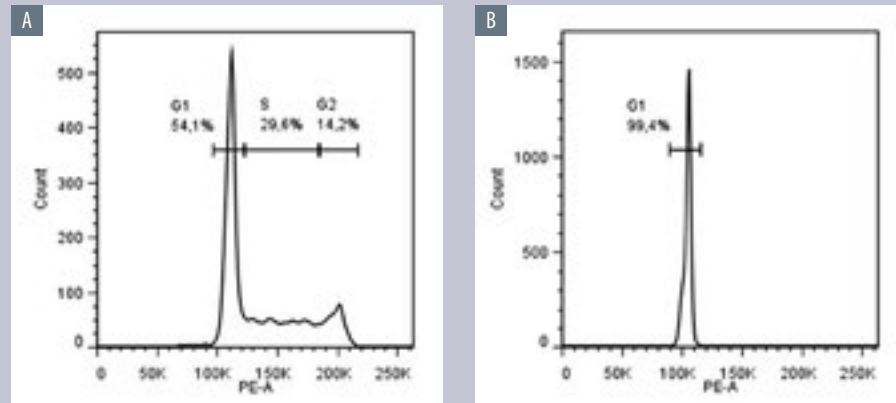 A
500
400
300
200
100
0
Count
G1 S G2
54,1% 29,6% 14,2%
0 50K 100K 150K 200K 250K
PE-A
B
1500
1000
500
0
Count
G1
99,4%
0 50K 100K 150K 200K 250K
PE-A